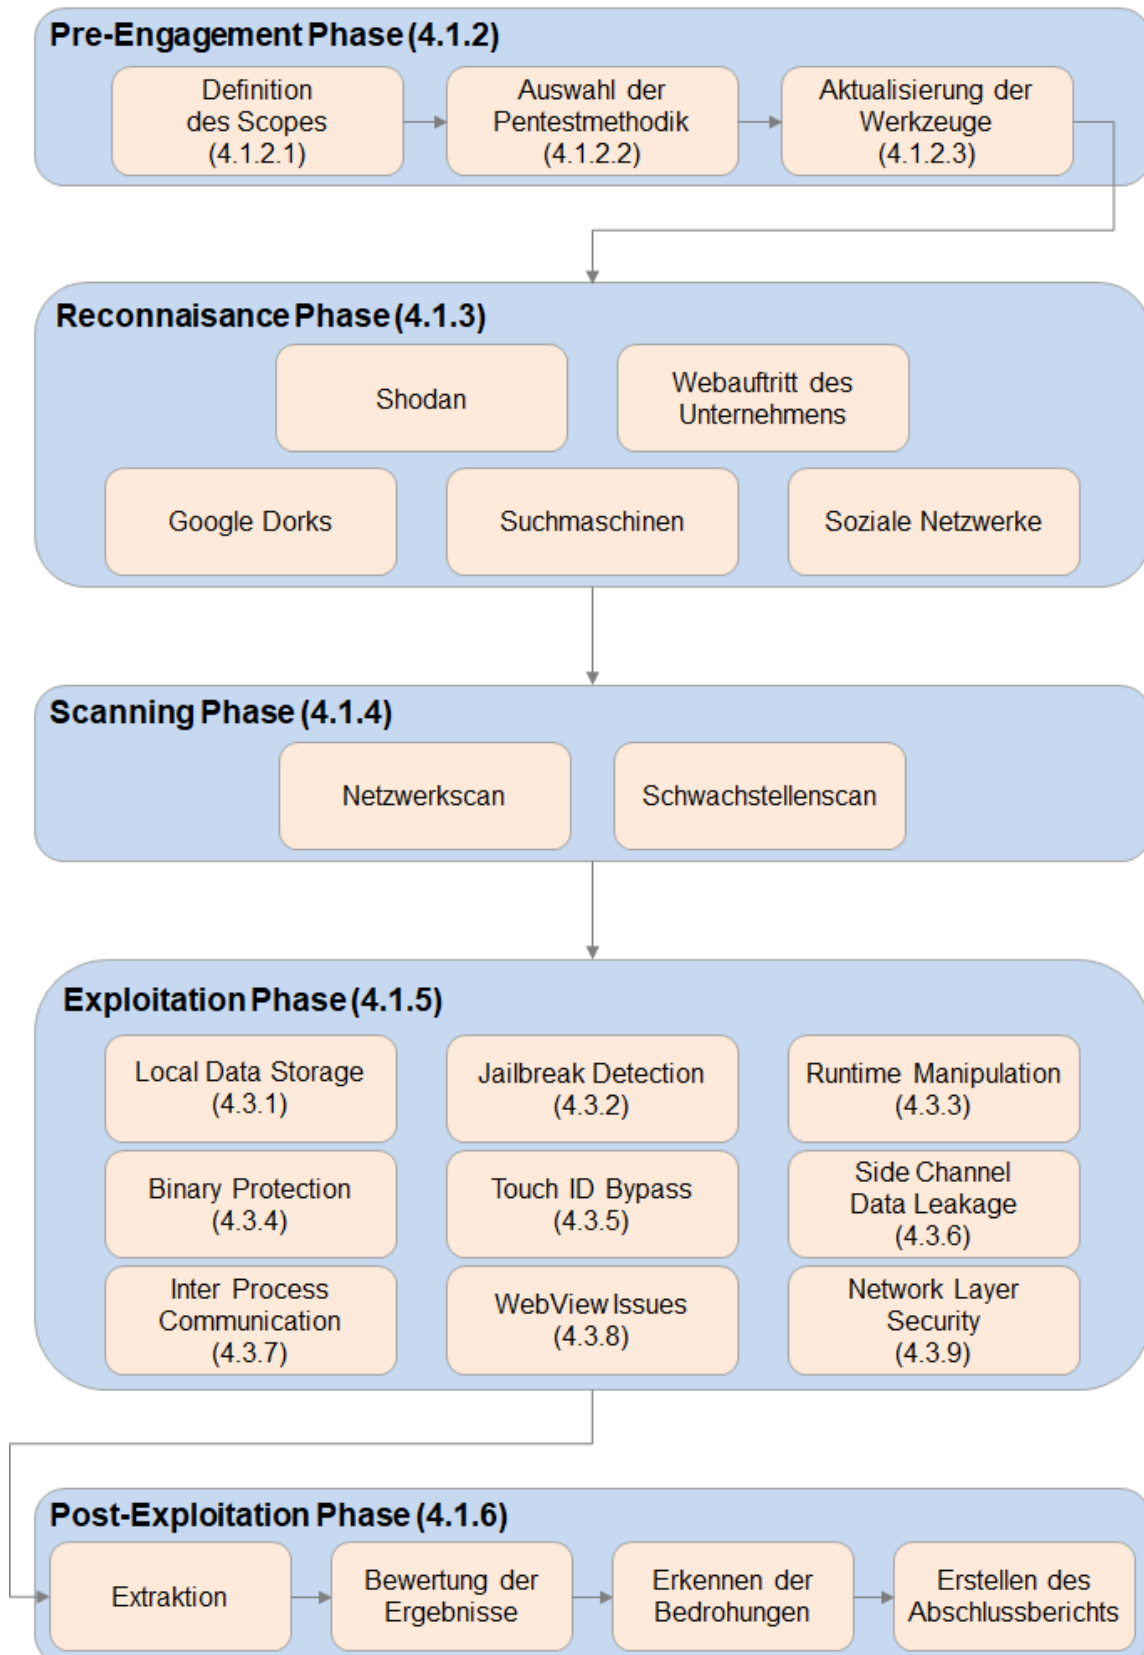 Pre-Engagement Phase (4.1.2)
Definition
des Scopes
(4.1.2.1)
Auswahl der
Pentestmethodik
(4.1.2.2)
Aktualisierung der
Werkzeuge
(4.1.2.3)
Reconnaisance Phase (4.1.3)
Shodan
Webauftritt des
Unternehmens
Google Dorks
Suchmaschinen
Soziale Netzwerke
Scanning Phase (4.1.4)
Netzwerkscan
Schwachstellenscan
Exploitation Phase (4.1.5)
Local Data Storage
(4.3.1)
Jailbreak Detection
(4.3.2)
Runtime Manipulation
(4.3.3)
Binary Protection
(4.3.4)
Touch ID Bypass
(4.3.5)
Side Channel
Data Leakage
(4.3.6)
Inter Process
Communication
(4.3.7)
WebView Issues
(4.3.8)
Network Layer
Security
(4.3.9)
Post-Exploitation Phase (4.1.6)
Extraktion
Bewertung der
Ergebnisse
Erkennen der
Bedrohungen
Erstellen des
Abschlussberichts